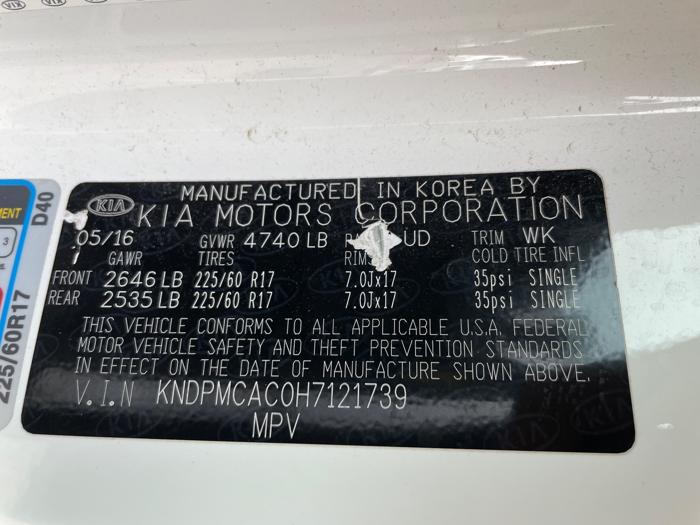 KIA
MANUFACTURED IN KOREA BY
KIA MOTORS CORPORATION
05/16 GVWR 4740 LB UD TRIM WK
GAWR TIRES RIM COLD TIRE INFL
FRONT 2646 LB 225/60 R17 7.0Jx17 35psi SINGLE
REAR 2535 LB 225/60 R17 7.0Jx17 35psi SINGLE
THIS VEHICLE CONFORMS TO ALL APPLICABLE U.S.A. FEDERAL
MOTOR VEHICLE SAFETY AND THEFT PREVENTION STANDARDS
IN EFFECT ON THE DATE OF MANUFACTURE SHOWN ABOVE.
V.I.N KNDPMCAC0H7121739
MPV
D40
3
225/60R17